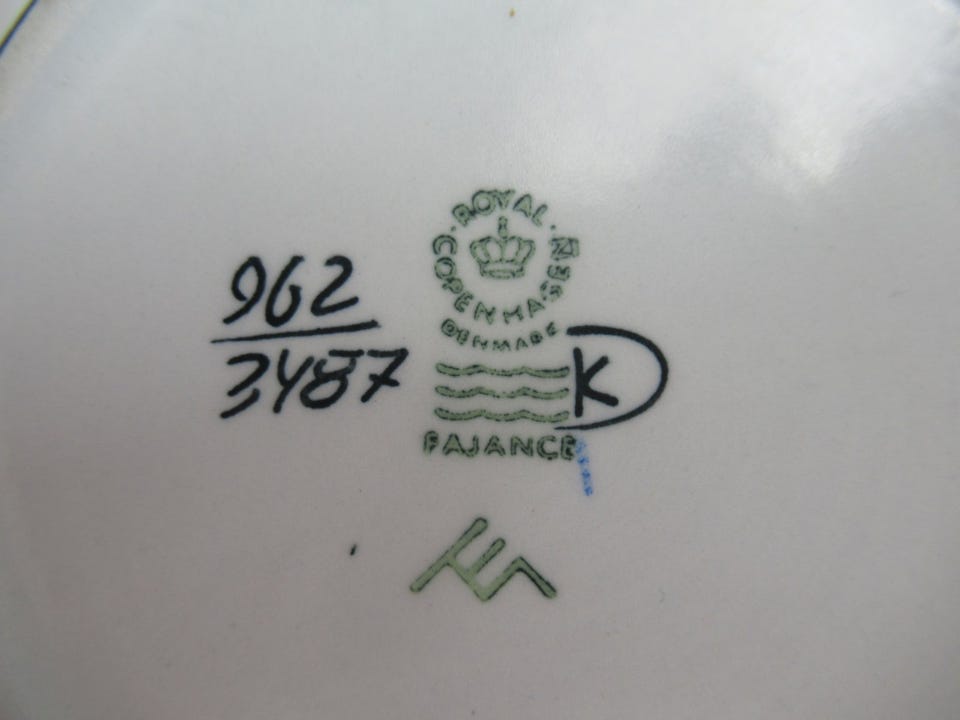 ROYAL COPENHAGEN
DENMARK
FAJANCE
962
3487
K